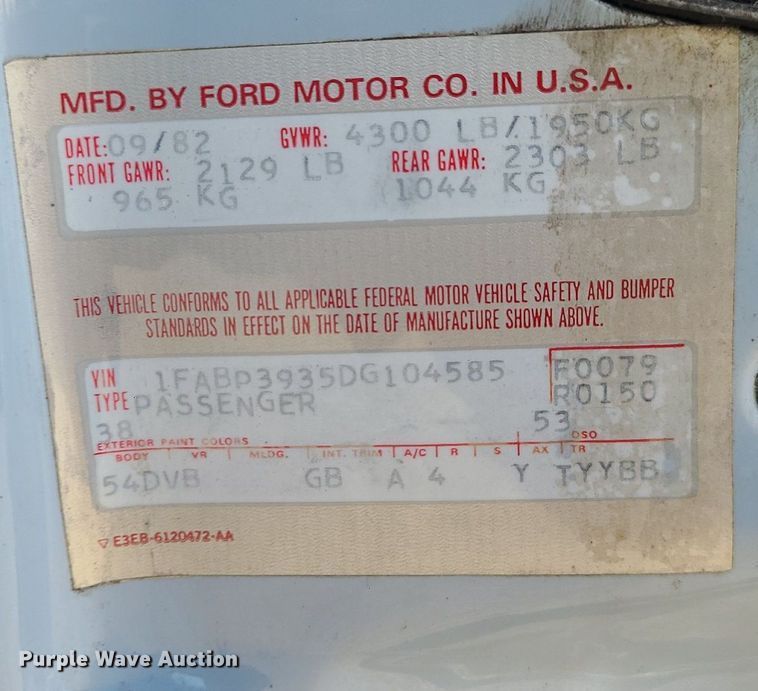 MFD. BY FORD MOTOR CO. IN U.S.A.
DATE: 09/82 GVWR: 4300 LB/1950KG
FRONT GAWR: 2129 LB REAR GAWR: 2303 LB
965 KG 1044 KG
THIS VEHICLE CONFORMS TO ALL APPLICABLE FEDERAL MOTOR VEHICLE SAFETY AND BUMPER
STANDARDS IN EFFECT ON THE DATE OF MANUFACTURE SHOWN ABOVE.
VIN 1FABP3935DG104585 F0079
TYPE PASSENGER R0150
38 53
EXTERIOR PAINT COLORS DSO
BODY VR MLDG. INT. TRIM A/C R S AX TR
54DVB GB A 4 Y TYYBB
▽ E3EB-6120472-AA
Purple Wave Auction